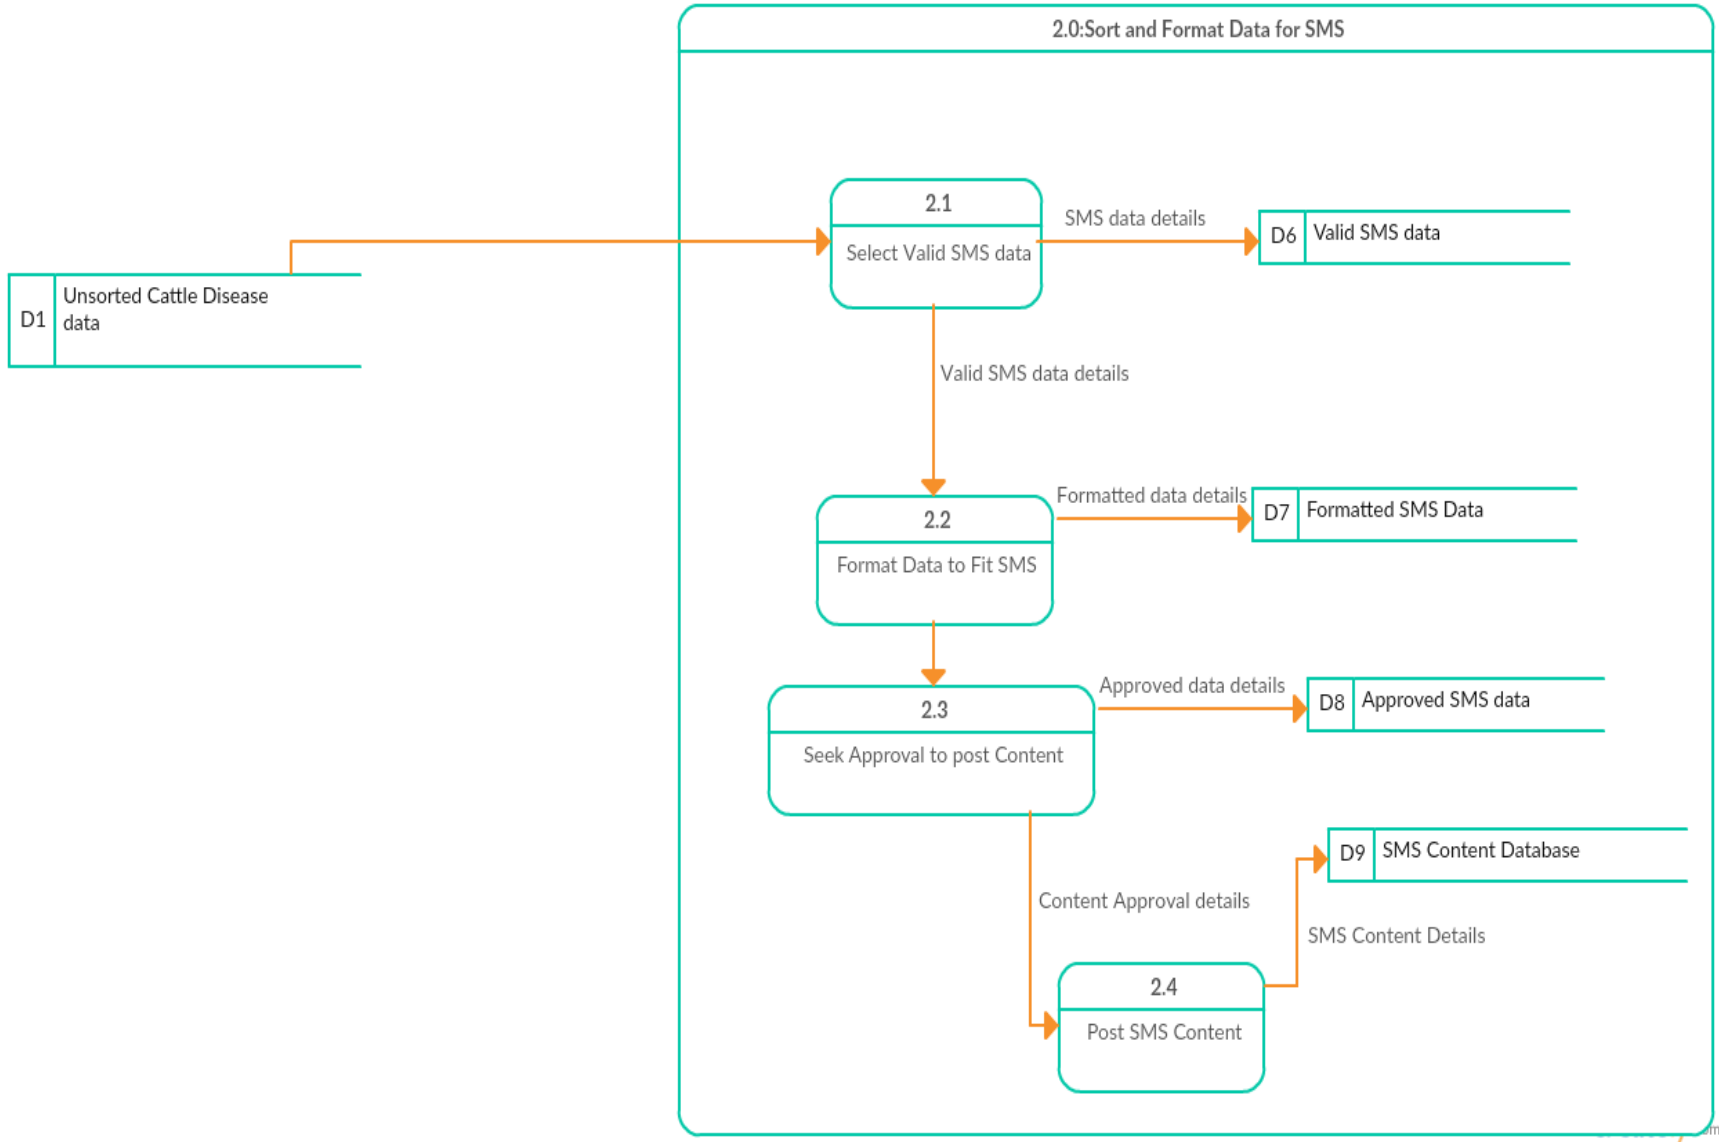 2.0:Sort and Format Data for SMS
2.1
Select Valid SMS data
SMS data details
D6
Valid SMS data
D1
Unsorted Cattle Disease
data
Valid SMS data details
2.2
Format Data to Fit SMS
Formatted data details
D7
Formatted SMS Data
2.3
Seek Approval to post Content
Approved data details
D8
Approved SMS data
D9
SMS Content Database
Content Approval details
SMS Content Details
2.4
Post SMS Content